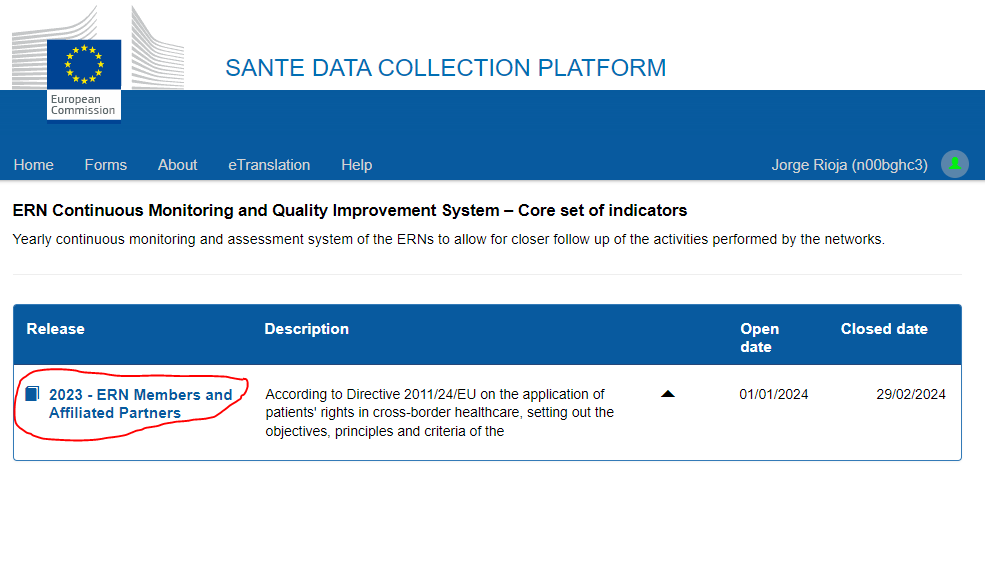 SANTE DATA COLLECTION PLATFORM
European
Commission
Home Forms About eTranslation Help Jorge Rioja (n00bghc3)
ERN Continuous Monitoring and Quality Improvement System – Core set of indicators
Yearly continuous monitoring and assessment system of the ERNs to allow for closer follow up of the activities performed by the networks.
Release Description Open date Closed date
2023 - ERN Members and
Affiliated Partners
According to Directive 2011/24/EU on the application of
patients' rights in cross-border healthcare, setting out the
objectives, principles and criteria of the
01/01/2024 29/02/2024